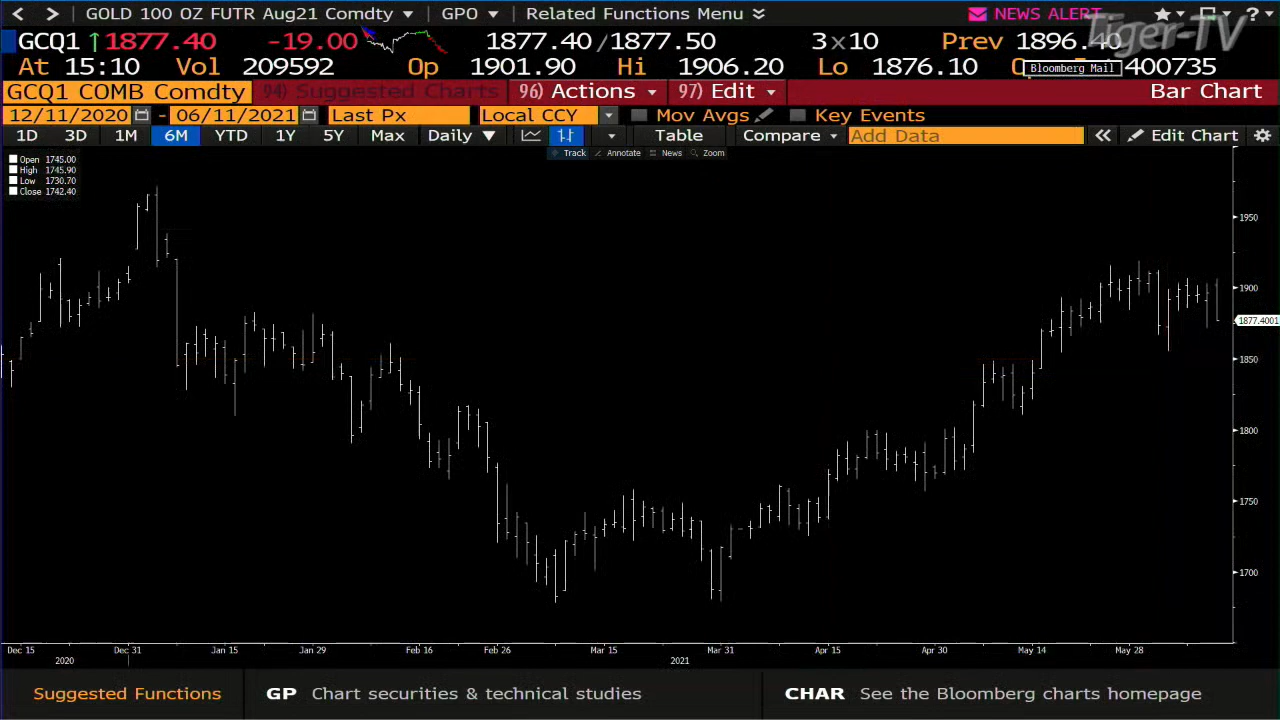 GOLD 100 OZ FUTR Aug21 Comdty GPO Related Functions Menu NEWS ALERT ?
Tiger-TV
GCQ1 ↑1877.40 -19.00 1877.40/1877.50 3x10 Prev 1896.40
Bloomberg Mail
At 15:10 Vol 209592 Op 1901.90 Hi 1906.20 Lo 1876.10 400735
GCQ1 COMB Comdty 94) Suggested Charts 96) Actions 97) Edit Bar Chart
12/11/2020 - 06/11/2021 Last Px Local CCY Mov Avgs Key Events
1D 3D 1M 6M YTD 1Y 5Y Max Daily ▼ Table Compare Add Data « Edit Chart
Track Annotate News Zoom
Open 1745.00
High 1745.90
Low 1730.70
Close 1742.40
1950
1900
1877.4001
1850
1800
1750
1700
Dec 15 Dec 31 Jan 15 Jan 29 Feb 16 Feb 26 Mar 15 Mar 31 Apr 15 Apr 30 May 14 May 28
2020 2021
Suggested Functions GP Chart securities & technical studies CHAR See the Bloomberg charts homepage